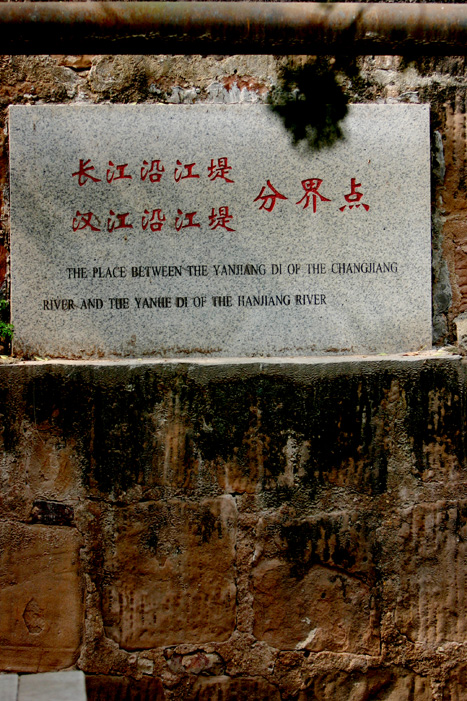 长江沿江堤
汉江沿江堤
分界点
THE PLACE BETWEEN THE YANJIANG DI OF THE CHANGJIANG
RIVER AND THE YANHE DI OF THE HANJIANG RIVER